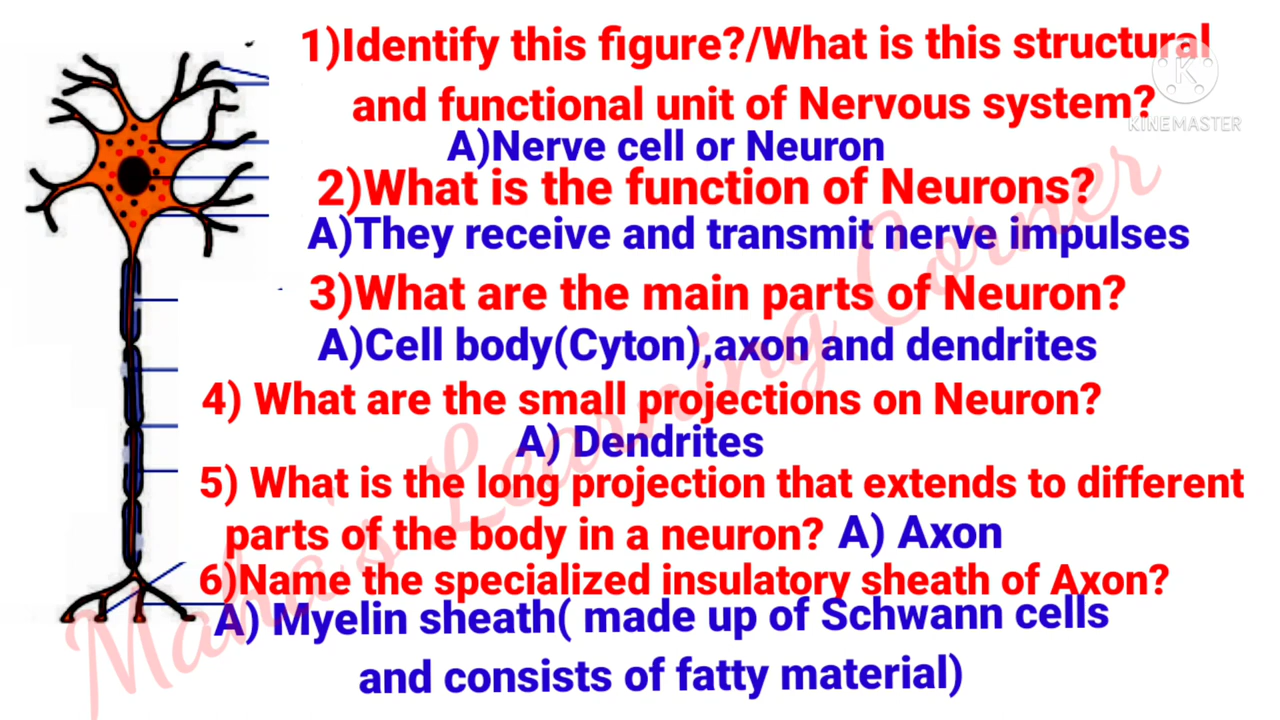 1)Identify this figure?/What is this structural
and functional unit of Nervous system?
A)Nerve cell or Neuron
2)What is the function of Neurons?
A)They receive and transmit nerve impulses
3)What are the main parts of Neuron?
A)Cell body(Cyton),axon and dendrites
4) What are the small projections on Neuron?
A) Dendrites
5) What is the long projection that extends to different
parts of the body in a neuron? A) Axon
6)Name the specialized insulatory sheath of Axon?
A) Myelin sheath( made up of Schwann cells
and consists of fatty material)
K
KINEMASTER
Maha's Learning Corner